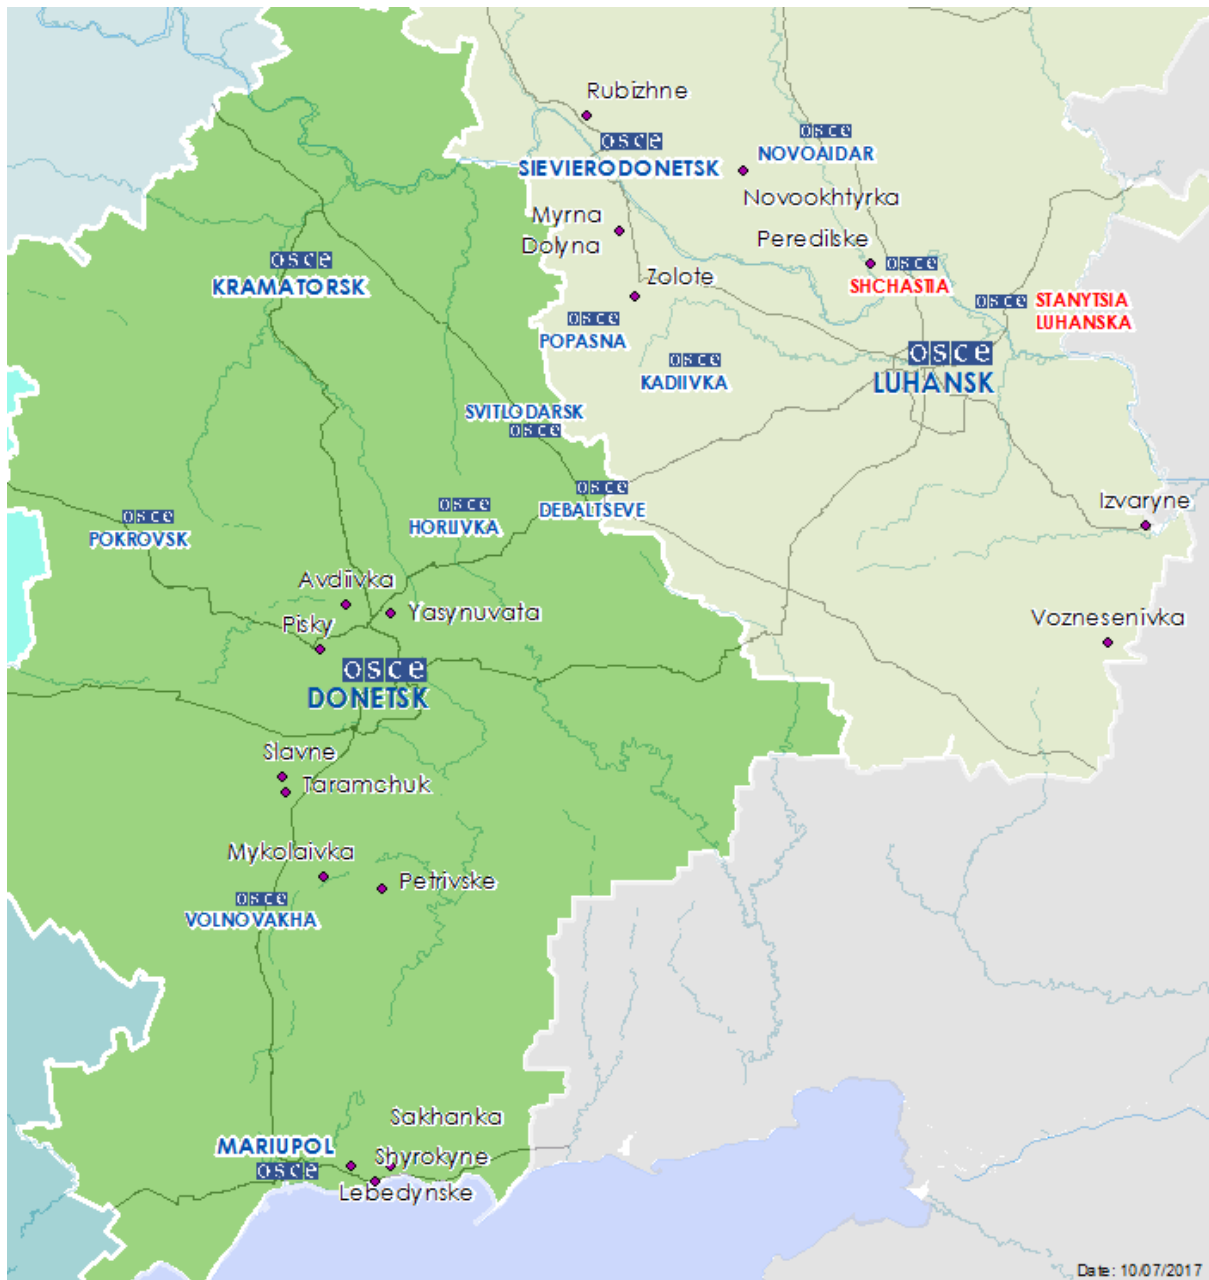 Rubizhne
osce
NOVOAIDAR
osce
SIEVIERODONETSK
Novookhtyrka
Myrna
Dolyna
Peredilske
osce
KRAMATORSK
osce
SHCHASTIA
Zolote
osce
STANYTSIA
LUHANSKA
osce
POPASNA
osce
LUHANSK
osce
KADIIVKA
SVITLODARSK
osce
osce
DEBALTSEVE
osce
HORLIVKA
osce
POKROVSK
Izvaryne
Avdiivka
Yasynuvata
Pisky
Voznesenivka
osce
DONETSK
Slavne
Taramchuk
Mykolaivka
Petrivske
osce
VOLNOVAKHA
Sakhanka
MARIUPOL
osce
Shyrokyne
Lebedynske
Date: 10/07/2017